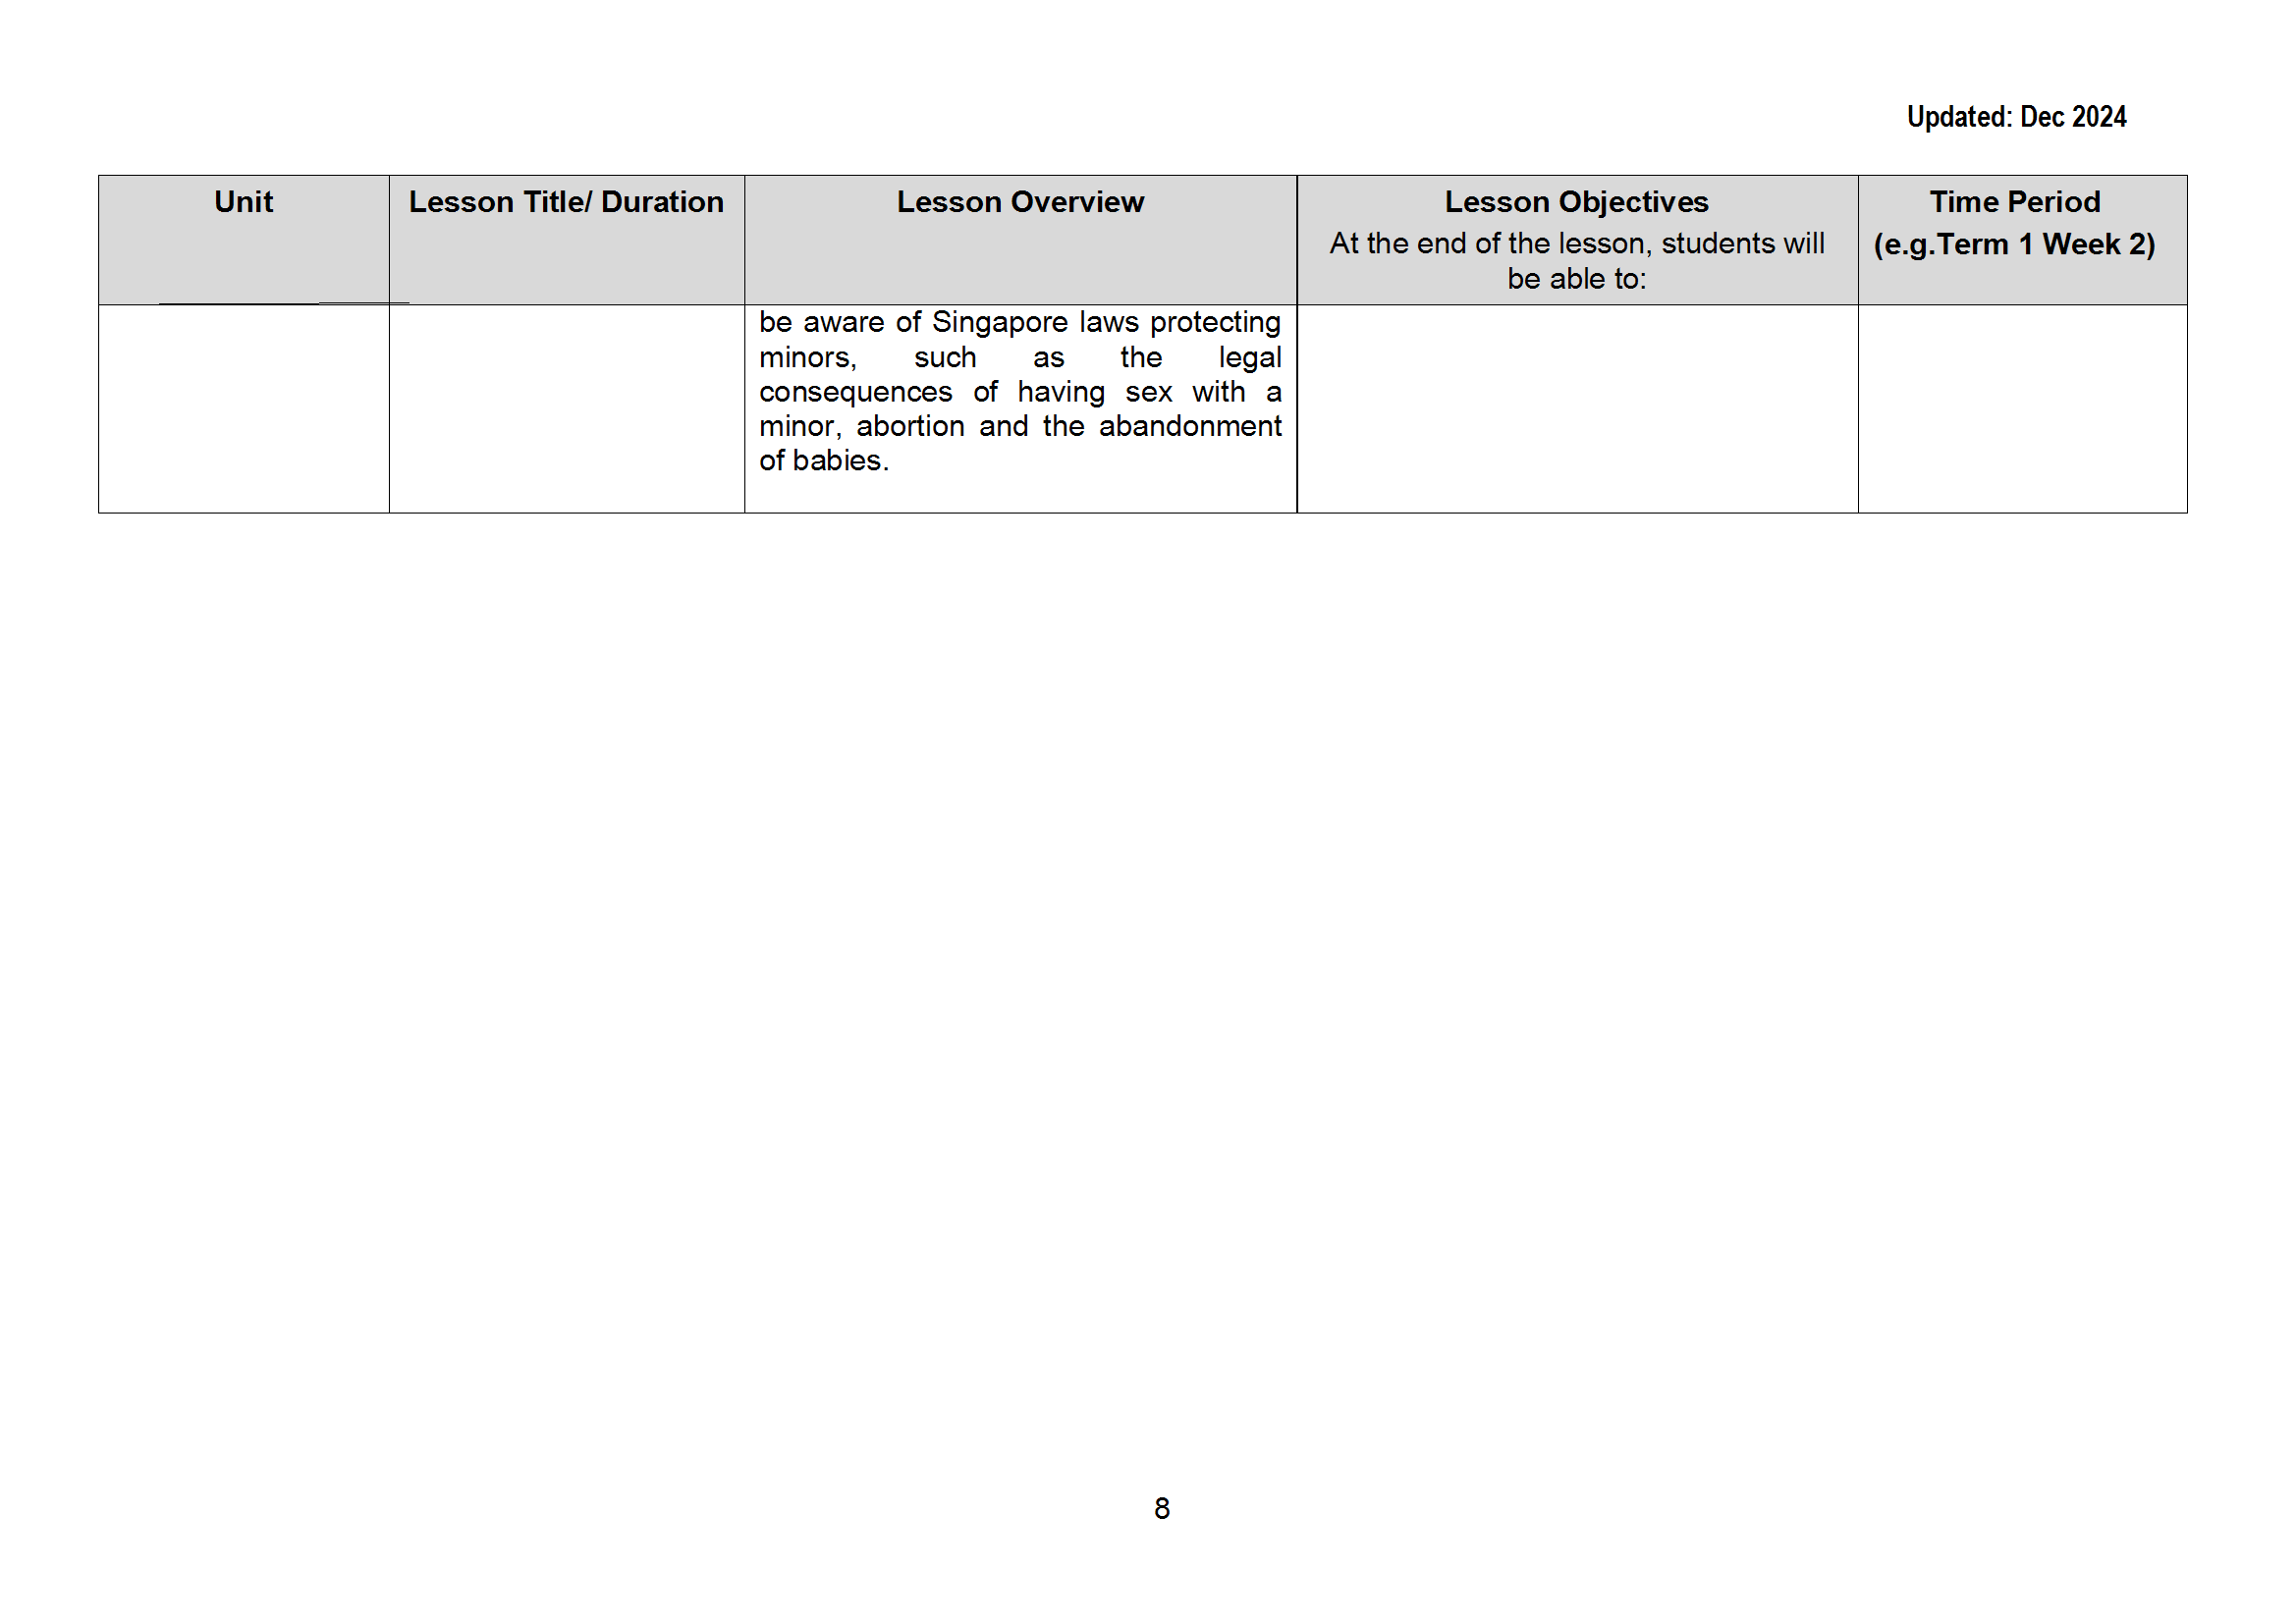 Updated: Dec 2024
Unit
Lesson Title/ Duration
Lesson Overview
Lesson Objectives
At the end of the lesson, students will
be able to:
Time Period
(e.g.Term 1 Week 2)
be aware of Singapore laws protecting
minors, such as the legal
consequences of having sex with a
minor, abortion and the abandonment
of babies.
8